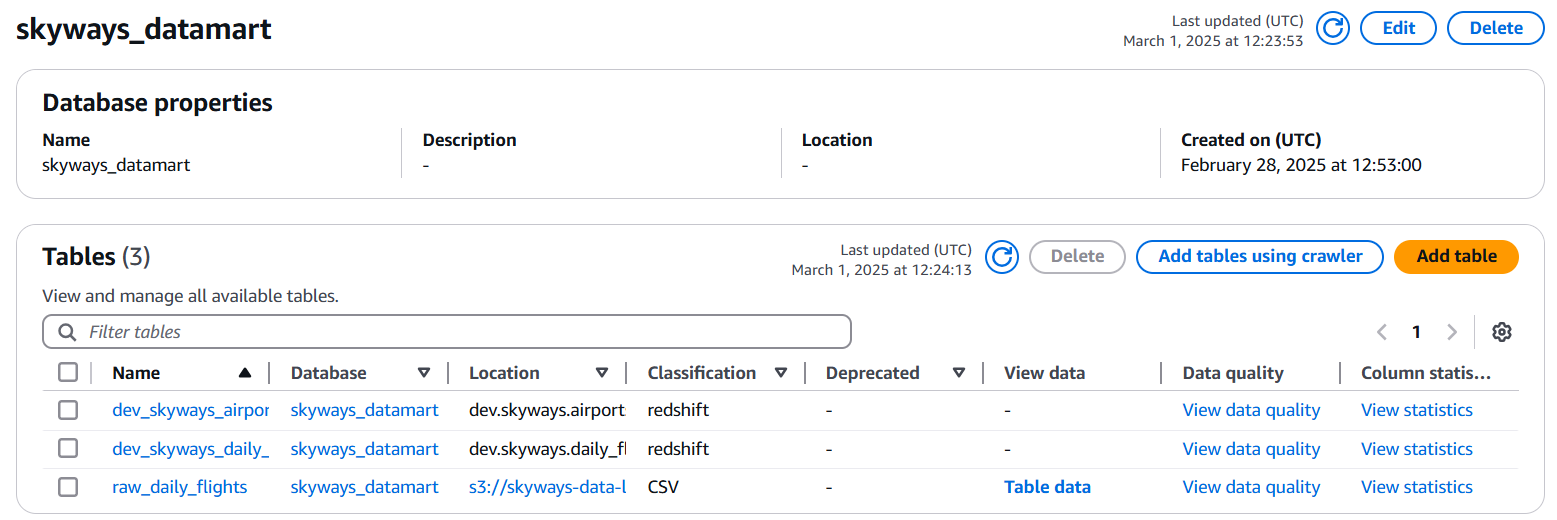 skyways_datamart
Last updated (UTC)
March 1, 2025 at 12:23:53
Edit
Delete
Database properties
Name
Description
Location
Created on (UTC)
skyways_datamart
-
-
February 28, 2025 at 12:53:00
Tables (3)
Last updated (UTC)
March 1, 2025 at 12:24:13
Delete
Add tables using crawler
Add table
View and manage all available tables.
Filter tables
1
Name Database Location Classification Deprecated View data Data quality Column statis...
dev_skyways_airpor skyways_datamart dev.skyways.airport redshift - - View data quality View statistics
dev_skyways_daily_ skyways_datamart dev.skyways.daily_fl redshift - - View data quality View statistics
raw_daily_flights skyways_datamart s3://skyways-data-l CSV - Table data View data quality View statistics